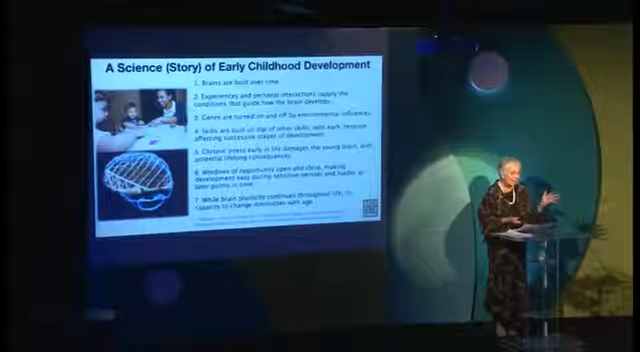 A Science (Story) of Early Childhood Development
1. Brains are built over time.
2. Experiences and personal interactions supply the
conditions that guide how the brain develops.
3. Genes are turned on and off by environmental influences
4. Skills are built on top of other skills, with each iteration
affecting successive stages of development.
5. Chronic stress early in life damages the young brain, with
potential lifelong consequences.
6. Windows of opportunity open and close, making
development easy during sensitive periods and harder at
later points in time.
7. While brain plasticity continues throughout life, its
capacity to change diminishes with age.